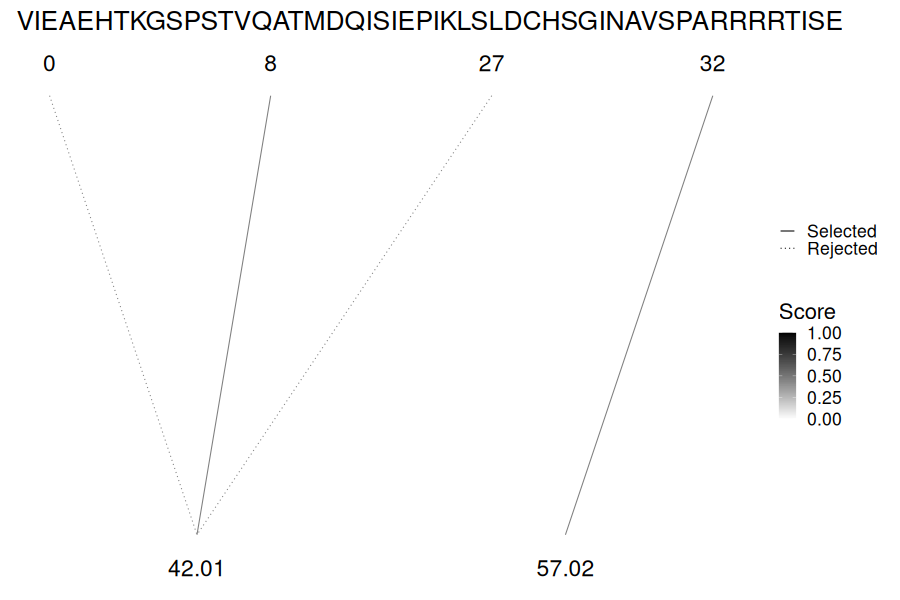 VIEAEHTKGSPSTVQATMDQISIEPIKLSLDCHSGINAVSPARRRRTISE
0 8 27 32
Selected
Rejected
Score
1.00
0.75
0.50
0.25
0.00
42.01 57.02